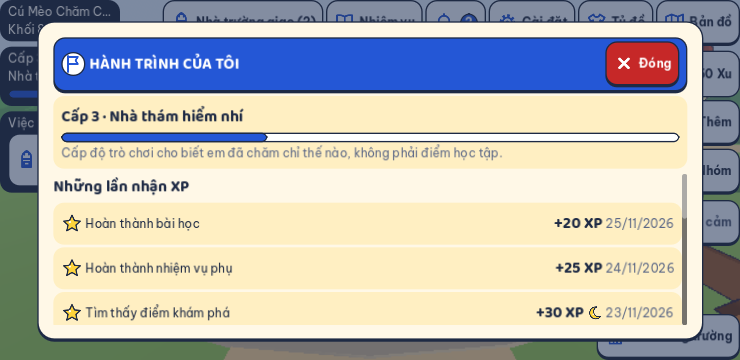 Cú Mèo Chăm C...
Khối 8
Nhà trường giao (2)
Nhiệm vụ
Cài đặt
Tủ đồ
Bản đồ
HÀNH TRÌNH CỦA TÔI
Đóng
Xu
Cấp
Nhà t
Cấp 3 · Nhà thám hiểm nhí
Thêm
Cấp độ trò chơi cho biết em đã chăm chỉ thế nào, không phải điểm học tập.
Việc
Những lần nhận XP
Nhóm
Hoàn thành bài học
+20 XP 25/11/2026
cảm
Hoàn thành nhiệm vụ phụ
+25 XP 24/11/2026
Tìm thấy điểm khám phá
+30 XP 23/11/2026